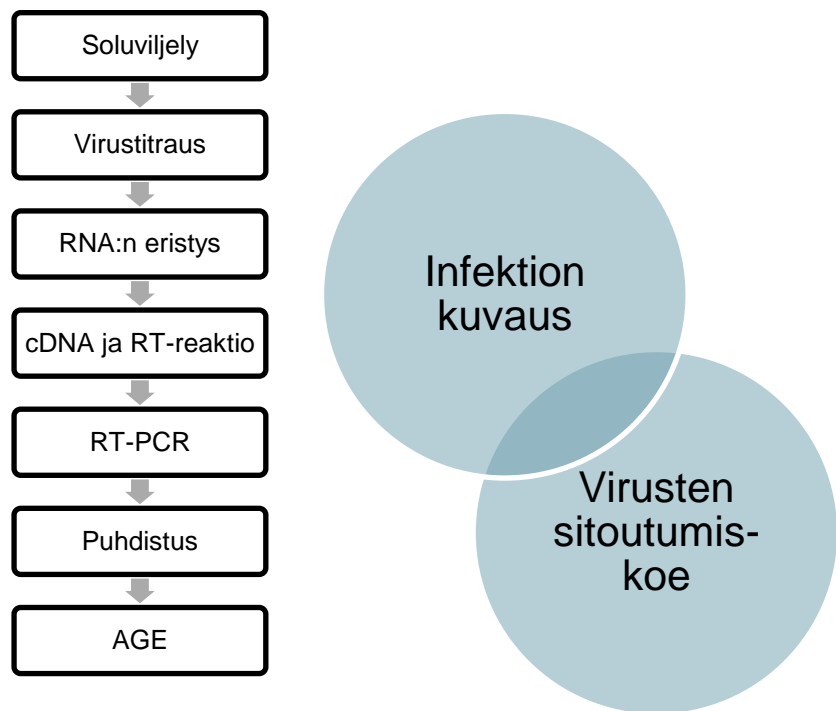 Soluviljely
Virustitraus
RNA:n eristys
cDNA ja RT-reaktio
RT-PCR
Puhdistus
AGE
Infektion
kuvaus
Virusten
sitoutumis-
koe